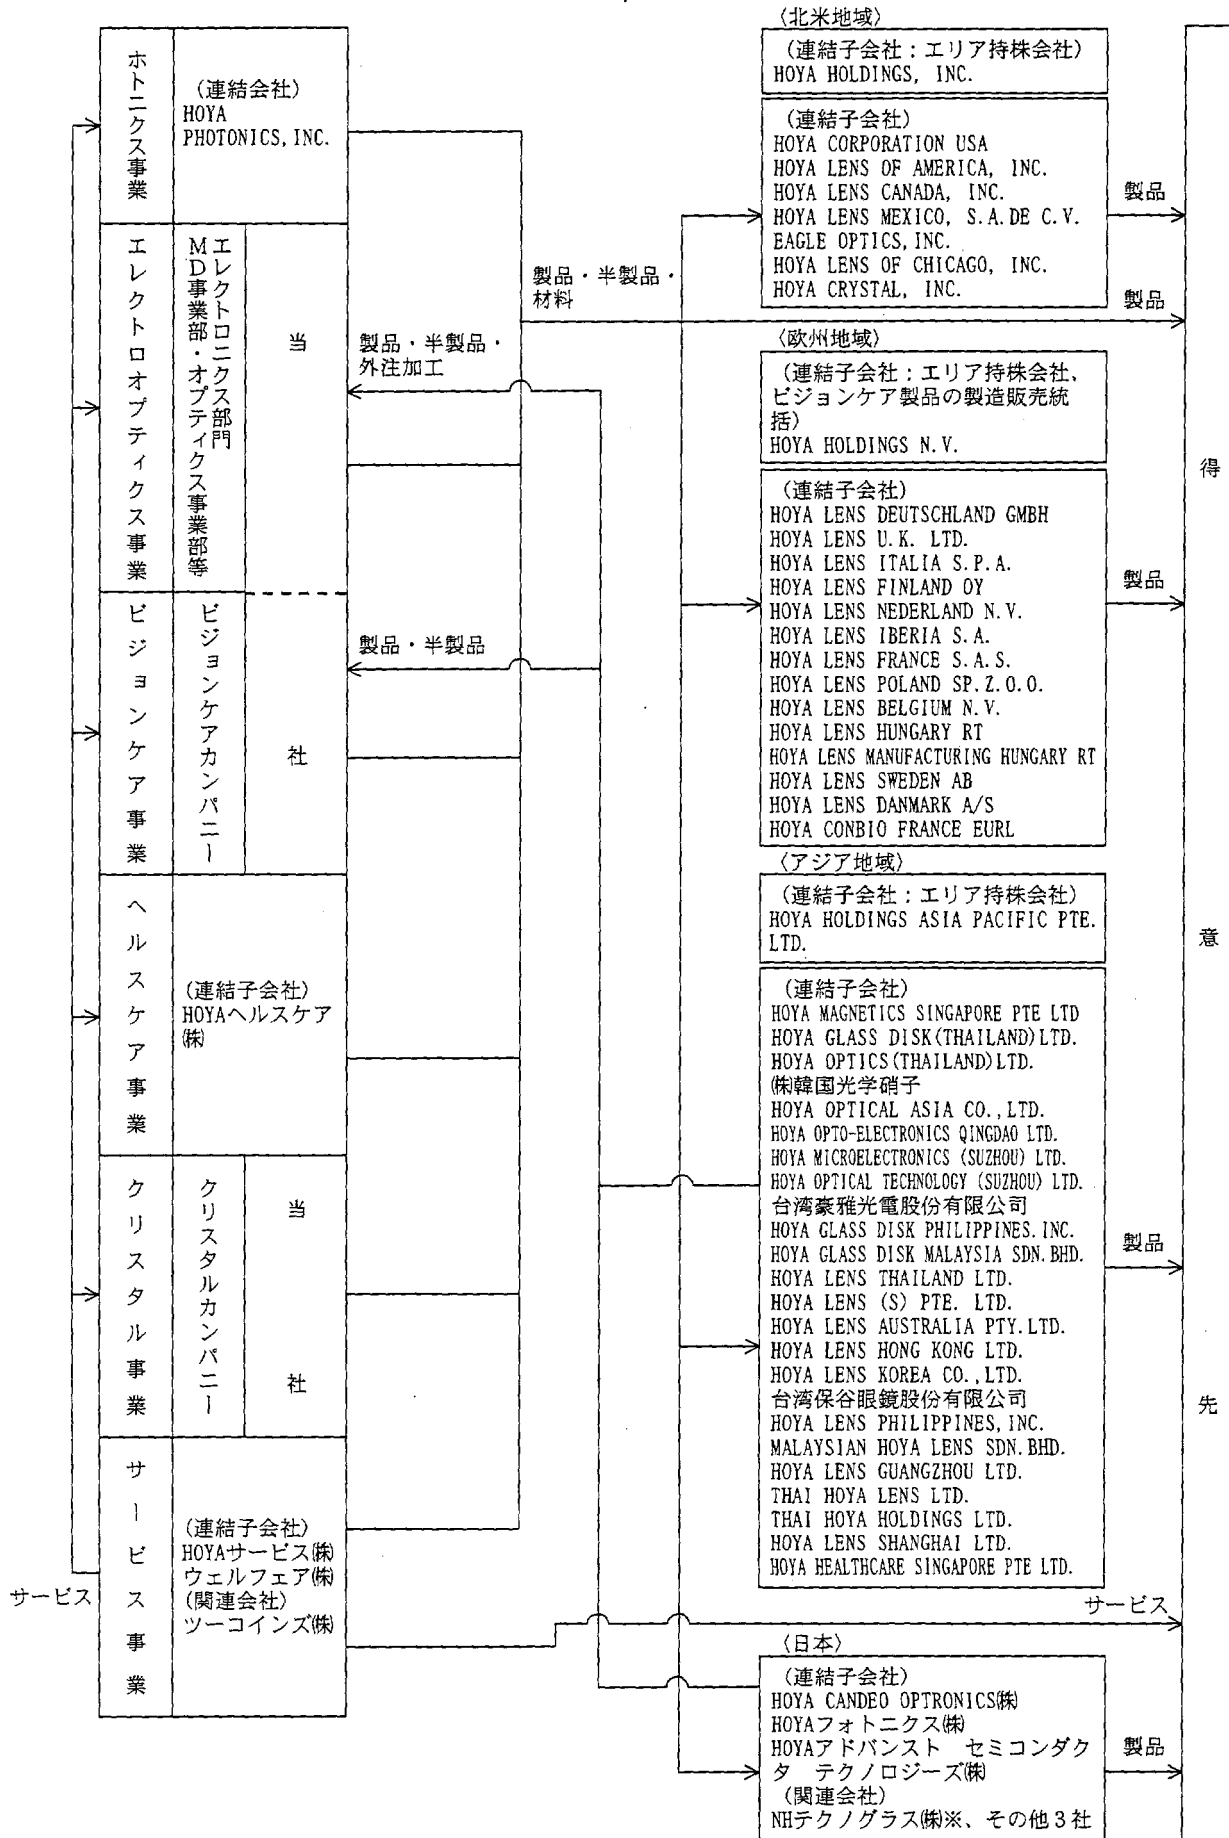 ホトニクス事業
(連結会社)
HOYA
PHOTONICS, INC.
エレクトロオプティクス事業
エレクトロニクス部門
MD事業部・オプティクス事業部等
当
ビジョンケア事業
ビジョンケアカンパニー
社
ヘルスケア事業
(連結子会社)
HOYAヘルスケア
㈱
クリスタル事業
クリスタルカンパニー
当
社
サービス事業
(連結子会社)
HOYAサービス㈱
ウェルフェア㈱
(関連会社)
ツーコインズ㈱
サービス
製品・半製品・
外注加工
製品・半製品
製品・半製品・
材料
〈北米地域〉
(連結子会社：エリア持株会社)
HOYA HOLDINGS, INC.
(連結子会社)
HOYA CORPORATION USA
HOYA LENS OF AMERICA, INC.
HOYA LENS CANADA, INC.
HOYA LENS MEXICO, S.A.DE C.V.
EAGLE OPTICS, INC.
HOYA LENS OF CHICAGO, INC.
HOYA CRYSTAL, INC.
製品
製品
〈欧州地域〉
(連結子会社：エリア持株会社、
ビジョンケア製品の製造販売統
括)
HOYA HOLDINGS N.V.
(連結子会社)
HOYA LENS DEUTSCHLAND GMBH
HOYA LENS U.K. LTD.
HOYA LENS ITALIA S.P.A.
HOYA LENS FINLAND OY
HOYA LENS NEDERLAND N.V.
HOYA LENS IBERIA S.A.
HOYA LENS FRANCE S.A.S.
HOYA LENS POLAND SP.Z.O.O.
HOYA LENS BELGIUM N.V.
HOYA LENS HUNGARY RT
HOYA LENS MANUFACTURING HUNGARY RT
HOYA LENS SWEDEN AB
HOYA LENS DANMARK A/S
HOYA CONBIO FRANCE EURL
製品
〈アジア地域〉
(連結子会社：エリア持株会社)
HOYA HOLDINGS ASIA PACIFIC PTE.
LTD.
(連結子会社)
HOYA MAGNETICS SINGAPORE PTE LTD
HOYA GLASS DISK(THAILAND)LTD.
HOYA OPTICS(THAILAND)LTD.
㈱韓国光学硝子
HOYA OPTICAL ASIA CO.,LTD.
HOYA OPTO-ELECTRONICS QINGDAO LTD.
HOYA MICROELECTRONICS (SUZHOU) LTD.
HOYA OPTICAL TECHNOLOGY (SUZHOU) LTD.
台湾豪雅光電股份有限公司
HOYA GLASS DISK PHILIPPINES.INC.
HOYA GLASS DISK MALAYSIA SDN.BHD.
HOYA LENS THAILAND LTD.
HOYA LENS (S) PTE. LTD.
HOYA LENS AUSTRALIA PTY.LTD.
HOYA LENS HONG KONG LTD.
HOYA LENS KOREA CO.,LTD.
台湾保谷眼鏡股份有限公司
HOYA LENS PHILIPPINES, INC.
MALAYSIAN HOYA LENS SDN.BHD.
HOYA LENS GUANGZHOU LTD.
THAI HOYA LENS LTD.
THAI HOYA HOLDINGS LTD.
HOYA LENS SHANGHAI LTD.
HOYA HEALTHCARE SINGAPORE PTE LTD.
製品
サービス
〈日本〉
(連結子会社)
HOYA CANDEO OPTRONICS㈱
HOYAフォトニクス㈱
HOYAアドバンスト　セミコンダク
タ　テクノロジーズ㈱
(関連会社)
NHテクノグラス㈱※、その他３社
製品
得意先